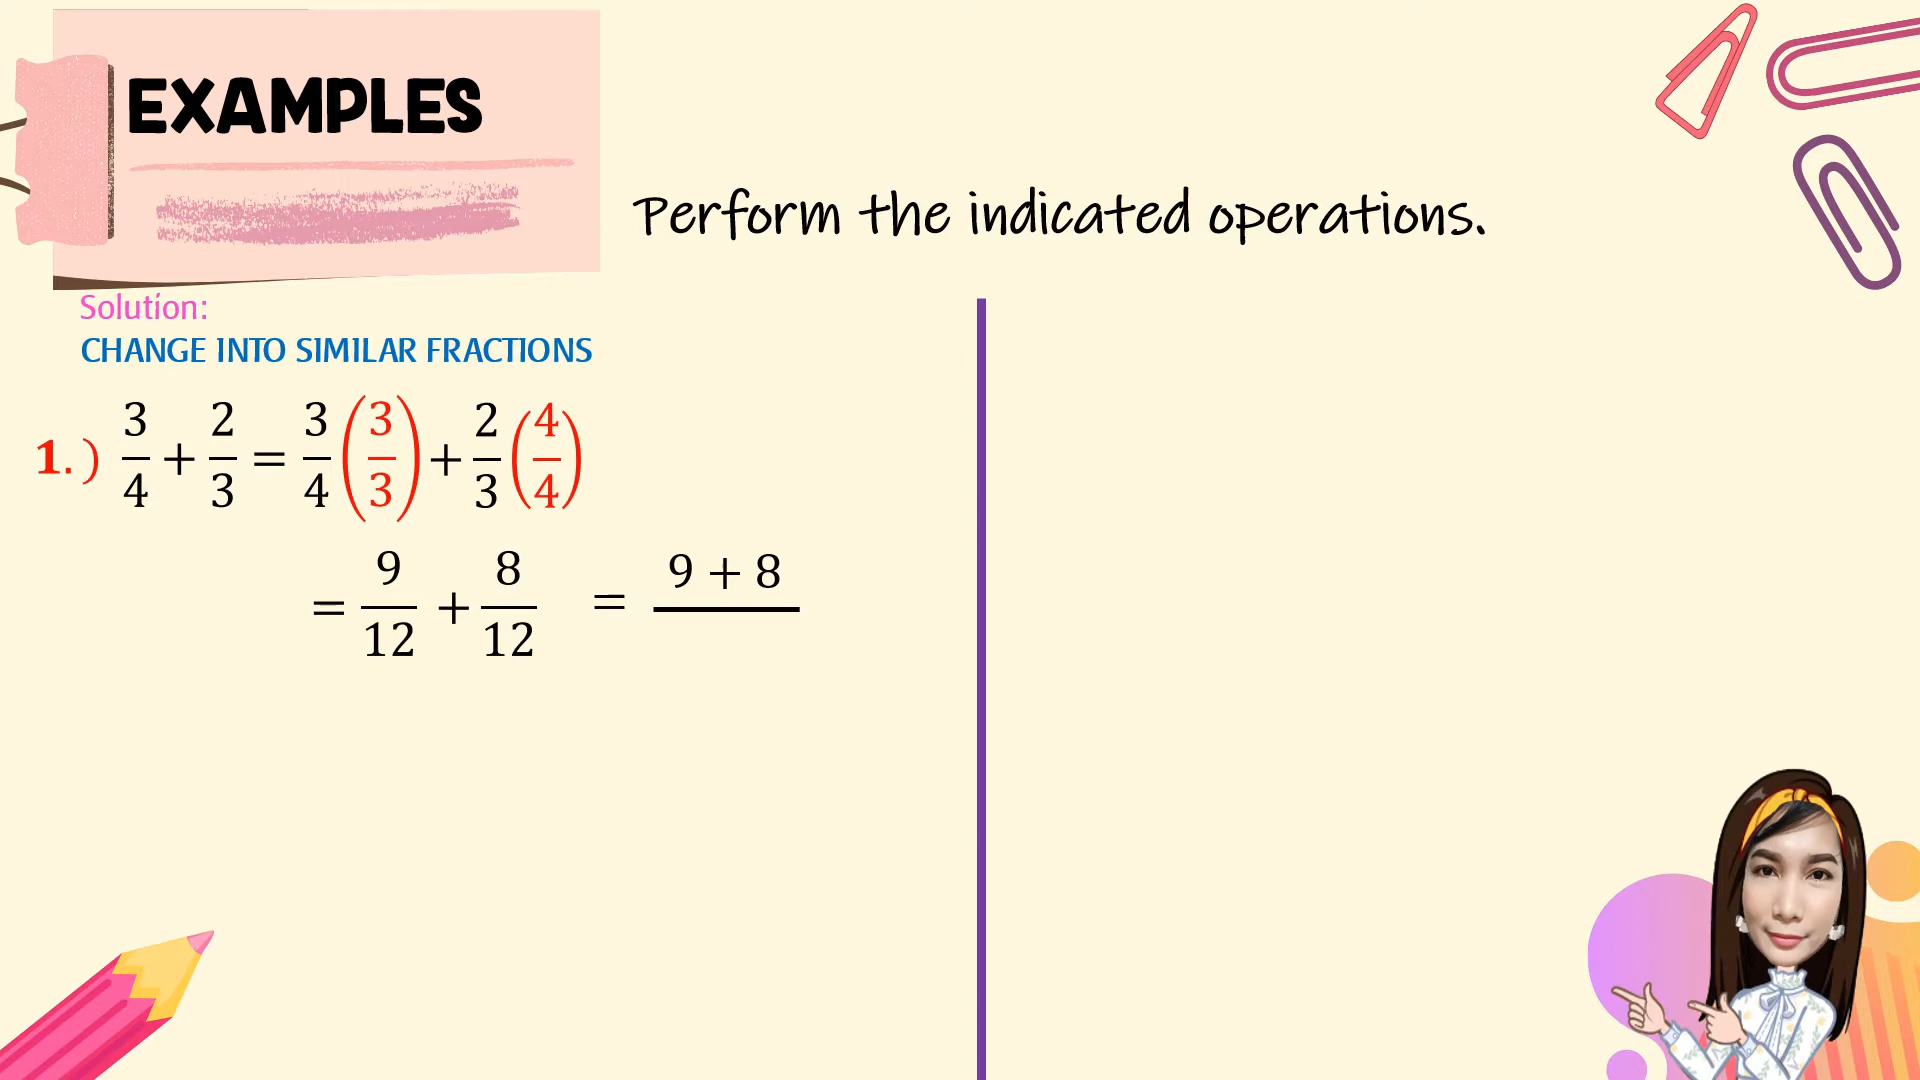 EXAMPLES
Perform the indicated operations.
Solution:
CHANGE INTO SIMILAR FRACTIONS
1.) 3/4 + 2/3 = 3/4 (3/3) + 2/3 (4/4)
= 9/12 + 8/12 = 9 + 8